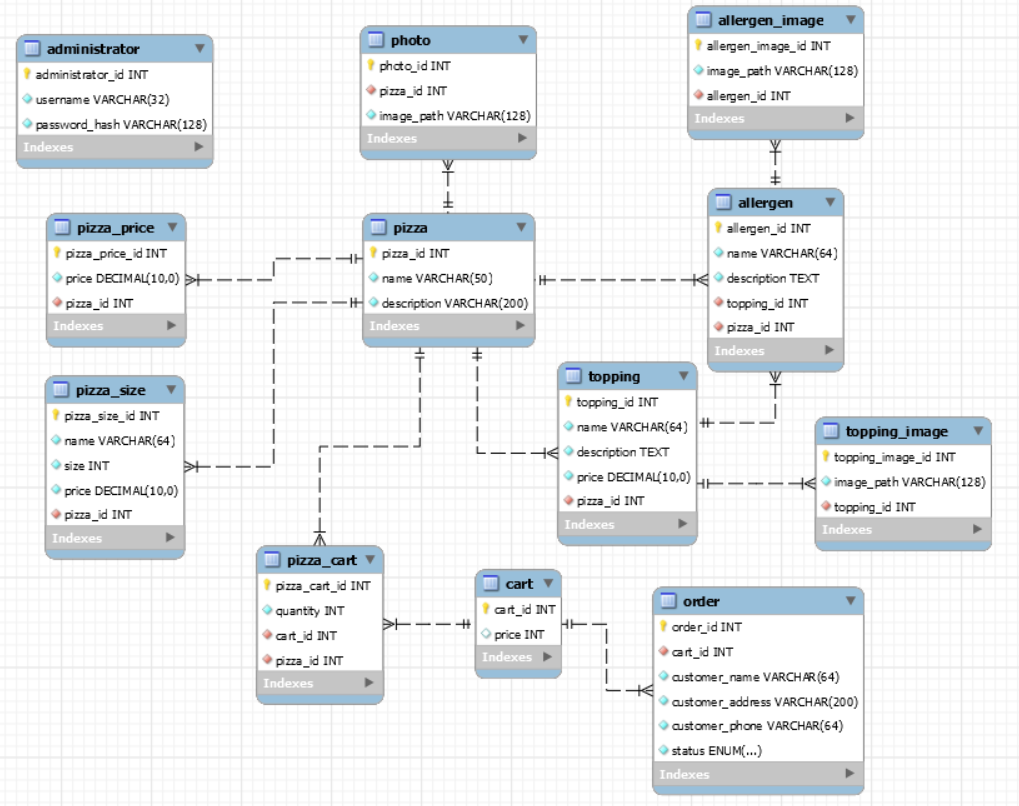 administrator
administrator_id INT
username VARCHAR(32)
password_hash VARCHAR(128)
Indexes
photo
photo_id INT
pizza_id INT
image_path VARCHAR(128)
Indexes
allergen_image
allergen_image_id INT
image_path VARCHAR(128)
allergen_id INT
Indexes
pizza_price
pizza_price_id INT
price DECIMAL(10,0)
pizza_id INT
Indexes
pizza
pizza_id INT
name VARCHAR(50)
description VARCHAR(200)
Indexes
allergen
allergen_id INT
name VARCHAR(64)
description TEXT
topping_id INT
pizza_id INT
Indexes
pizza_size
pizza_size_id INT
name VARCHAR(64)
size INT
price DECIMAL(10,0)
pizza_id INT
Indexes
topping
topping_id INT
name VARCHAR(64)
description TEXT
price DECIMAL(10,0)
pizza_id INT
Indexes
topping_image
topping_image_id INT
image_path VARCHAR(128)
topping_id INT
Indexes
pizza_cart
pizza_cart_id INT
quantity INT
cart_id INT
pizza_id INT
Indexes
cart
cart_id INT
price INT
Indexes
order
order_id INT
cart_id INT
customer_name VARCHAR(64)
customer_address VARCHAR(200)
customer_phone VARCHAR(64)
status ENUM(...)
Indexes